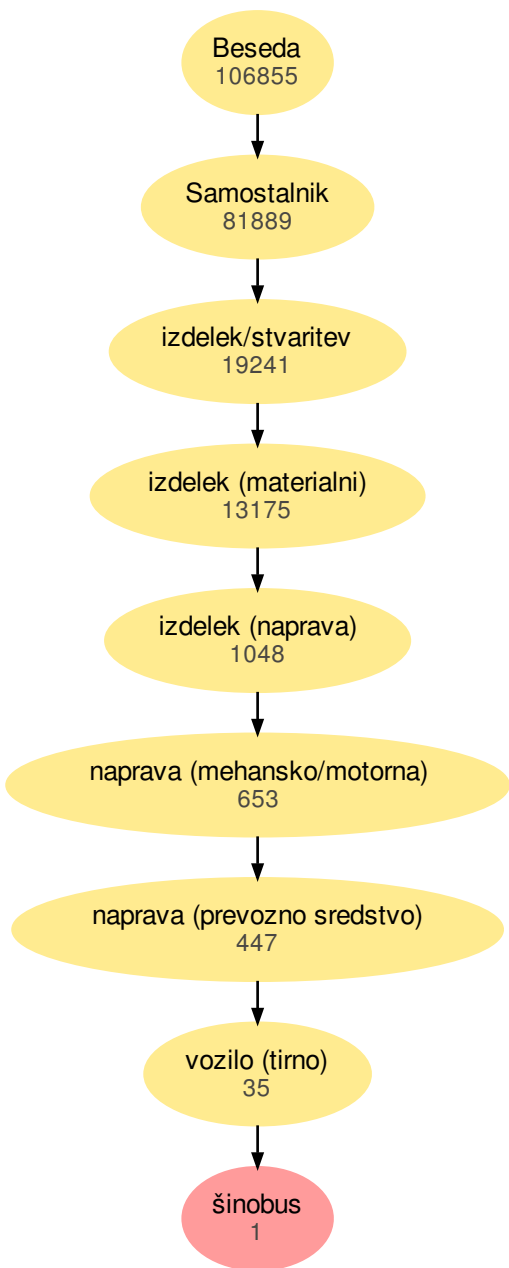 Beseda
106855
Samostalnik
81889
izdelek/stvaritev
19241
izdelek (materialni)
13175
izdelek (naprava)
1048
naprava (mehansko/motorna)
653
naprava (prevozno sredstvo)
447
vozilo (tirno)
35
šinobus
1